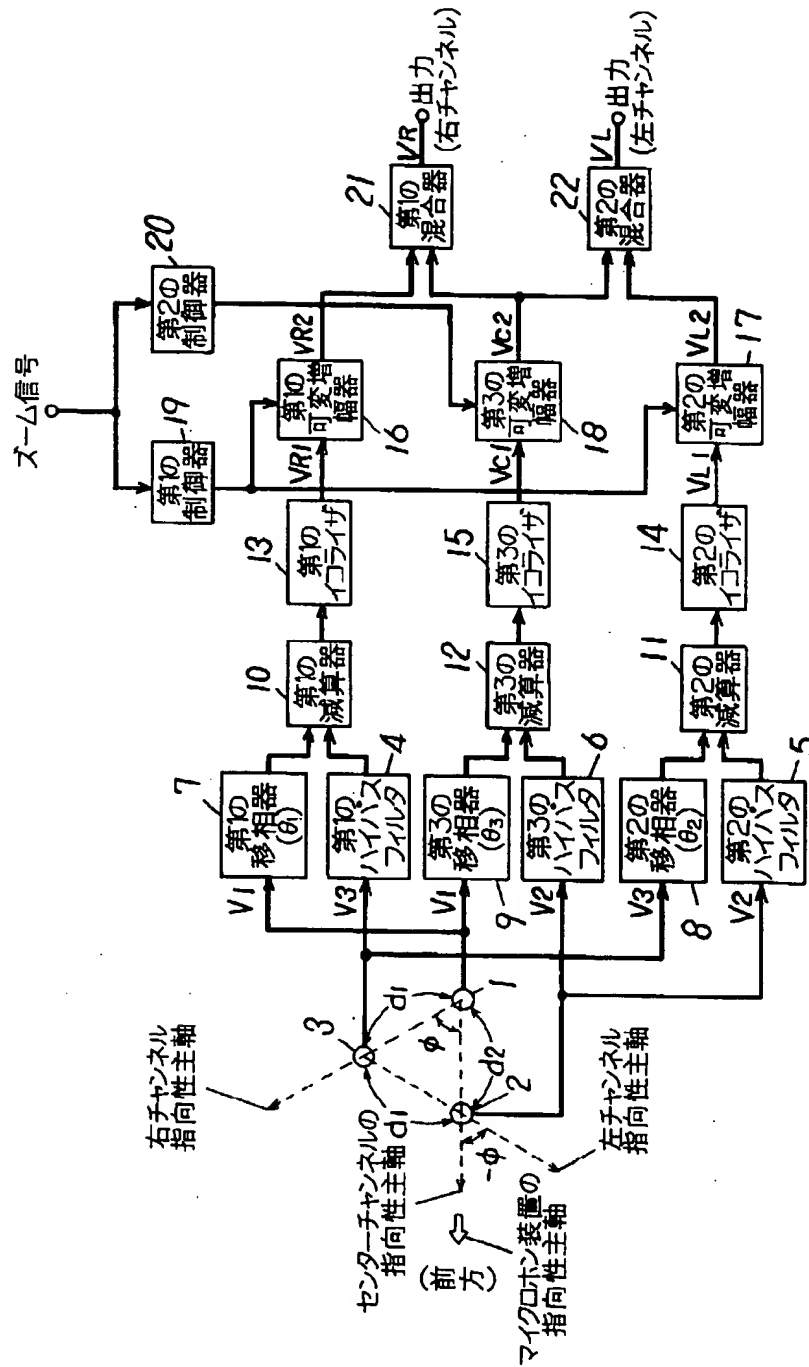 ズーム信号
19
第1の
制御器
20
第2の
制御器
右チャンネル
指向性主軸
センターチャンネルの
指向性主軸
(前方)
マイクロホン装置の
指向性主軸
左チャンネル
指向性主軸
3
d1
d1
φ
1
d2
2
-φ
V1
7
第1の
移相器
(θ1)
V3
4
第1の
ハイパス
フィルタ
V1
9
第3の
移相器
(θ3)
V2
6
第3の
ハイパス
フィルタ
V3
8
第2の
移相器
(θ2)
V2
5
第2の
ハイパス
フィルタ
10
第1の
減算器
12
第3の
減算器
11
第2の
減算器
13
第1の
イコライザ
15
第3の
イコライザ
14
第2の
イコライザ
VR1
第1の
可変増
幅器
16
VR2
VC1
第3の
可変増
幅器
18
VC2
VL1
第2の
可変増
幅器
17
VL2
21
第1の
混合器
VR
出力
(右チャンネル)
22
第2の
混合器
VL
出力
(左チャンネル)